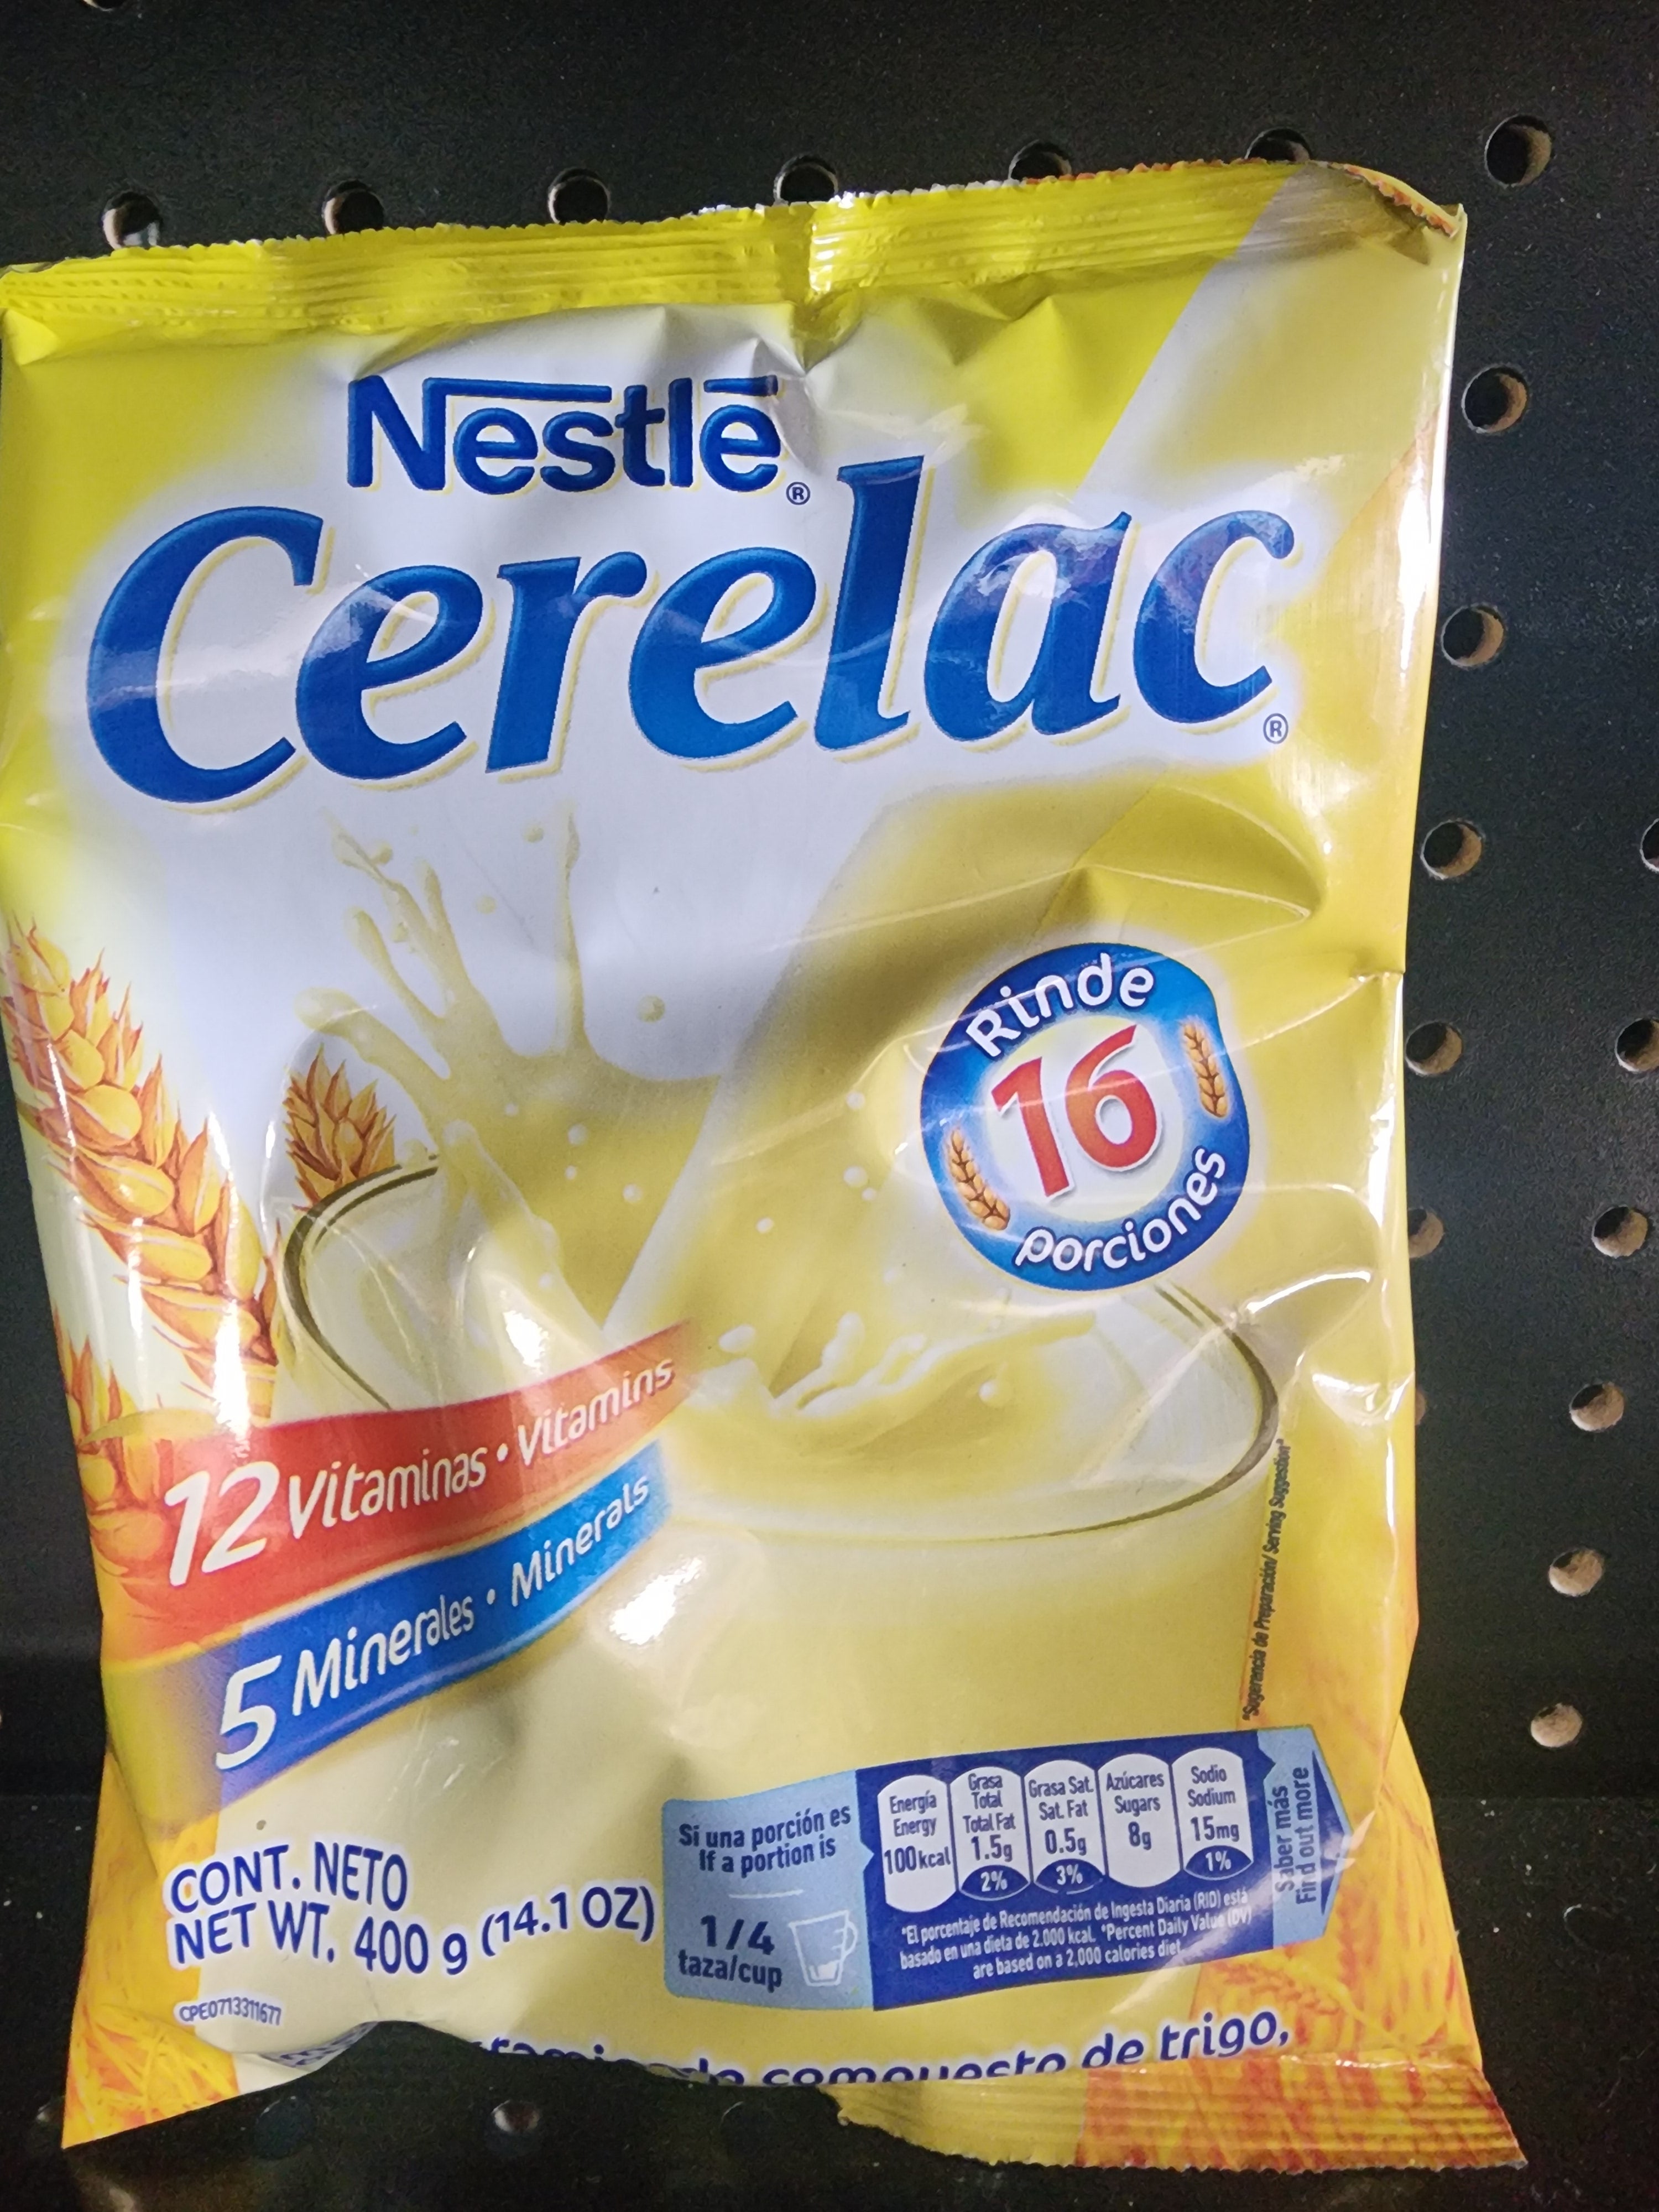 Nestlē®
Cerelac®
Rinde
16
porciones
12 Vitaminas • Vitamins
5 Minerales • Minerals
"Sugerencia de Preparación/Serving Suggestion"
Si una porción es
If a portion is
1/4
taza/cup
Energía
Energy
100kcal
Grasa
Total
Total Fat
1.5g
2%
Grasa Sat.
Sat. Fat
0.5g
3%
Azúcares
Sugars
8g
Sodio
Sodium
15mg
1%
*El porcentaje de Recomendación de Ingesta Diaria (RID) está
basado en una dieta de 2.000 kcal. *Percent Daily Value (DV)
are based on a 2,000 calories diet
Saber más
Find out more
CONT. NETO
NET WT. 400 g (14.1 OZ)
CPE0713311677
compuesto de trigo,